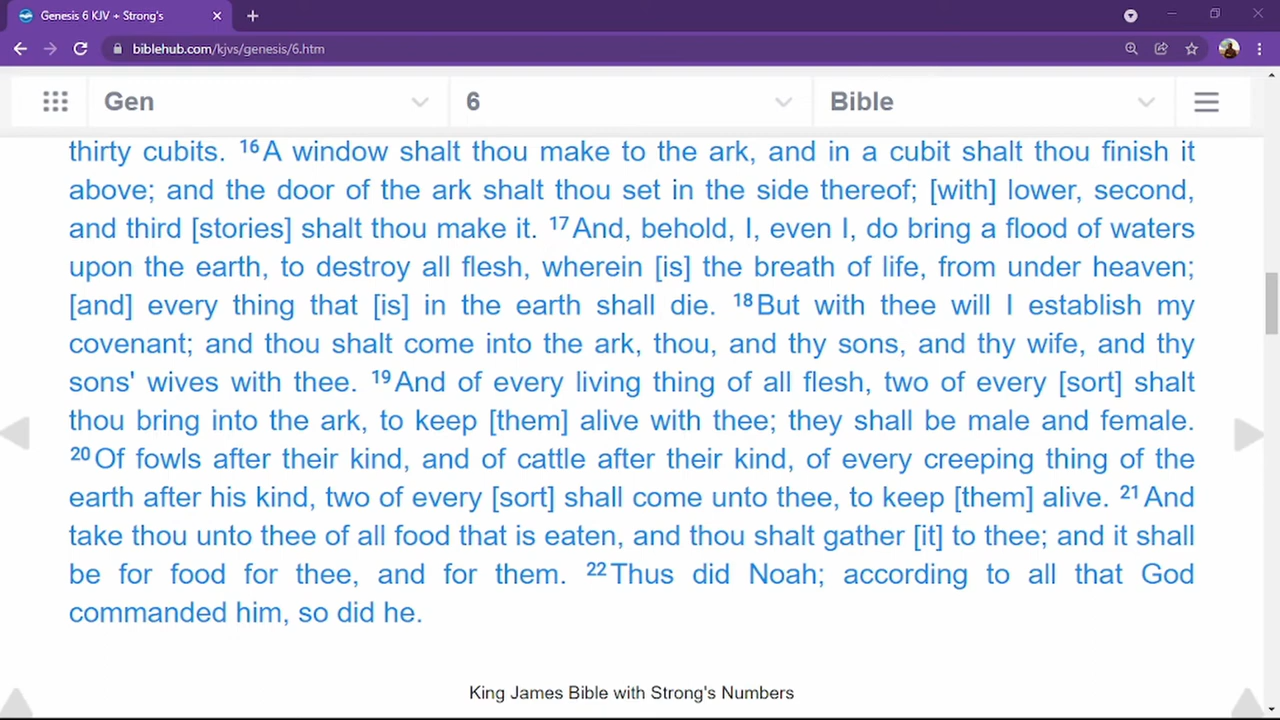 Genesis 6 KJV + Strong's
biblehub.com/kjvs/genesis/6.htm
Gen 6 Bible
thirty cubits. 16A window shalt thou make to the ark, and in a cubit shalt thou finish it
above; and the door of the ark shalt thou set in the side thereof; [with] lower, second,
and third [stories] shalt thou make it. 17And, behold, I, even I, do bring a flood of waters
upon the earth, to destroy all flesh, wherein [is] the breath of life, from under heaven;
[and] every thing that [is] in the earth shall die. 18But with thee will I establish my
covenant; and thou shalt come into the ark, thou, and thy sons, and thy wife, and thy
sons' wives with thee. 19And of every living thing of all flesh, two of every [sort] shalt
thou bring into the ark, to keep [them] alive with thee; they shall be male and female.
20Of fowls after their kind, and of cattle after their kind, of every creeping thing of the
earth after his kind, two of every [sort] shall come unto thee, to keep [them] alive. 21And
take thou unto thee of all food that is eaten, and thou shalt gather [it] to thee; and it shall
be for food for thee, and for them. 22Thus did Noah; according to all that God
commanded him, so did he.
King James Bible with Strong's Numbers